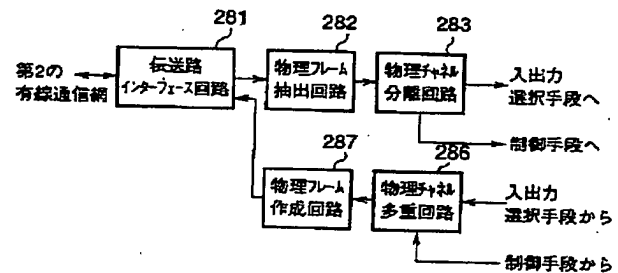 281
282
283
第2の
有線通信網
伝送路
インターフェース回路
物理フレーム
抽出回路
物理チャネル
分離回路
入出力
選択手段へ
制御手段へ
287
286
物理フレーム
作成回路
物理チャネル
多重回路
入出力
選択手段から
制御手段から